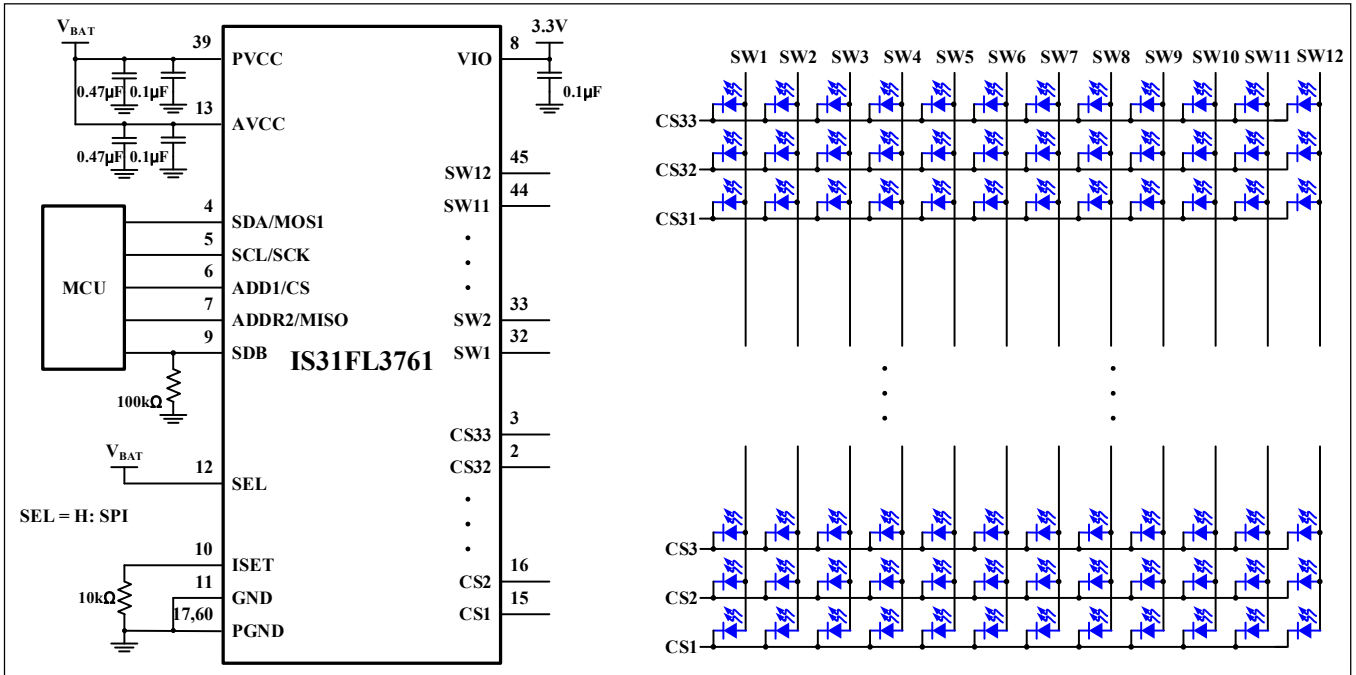 V_BAT
39
PVCC
0.47µF 0.1µF
13
AVCC
0.47µF 0.1µF
MCU
4
SDA/MOS1
5
SCL/SCK
6
ADD1/CS
7
ADDR2/MISO
9
SDB
100kΩ
V_BAT
12
SEL
SEL = H: SPI
10
ISET
11
GND
10kΩ
17,60
PGND
IS31FL3761
3.3V
8
VIO
0.1µF
45
SW12
44
SW11
33
SW2
32
SW1
3
CS33
2
CS32
16
CS2
15
CS1
SW1 SW2 SW3 SW4 SW5 SW6 SW7 SW8 SW9 SW10 SW11 SW12
CS33
CS32
CS31
CS3
CS2
CS1